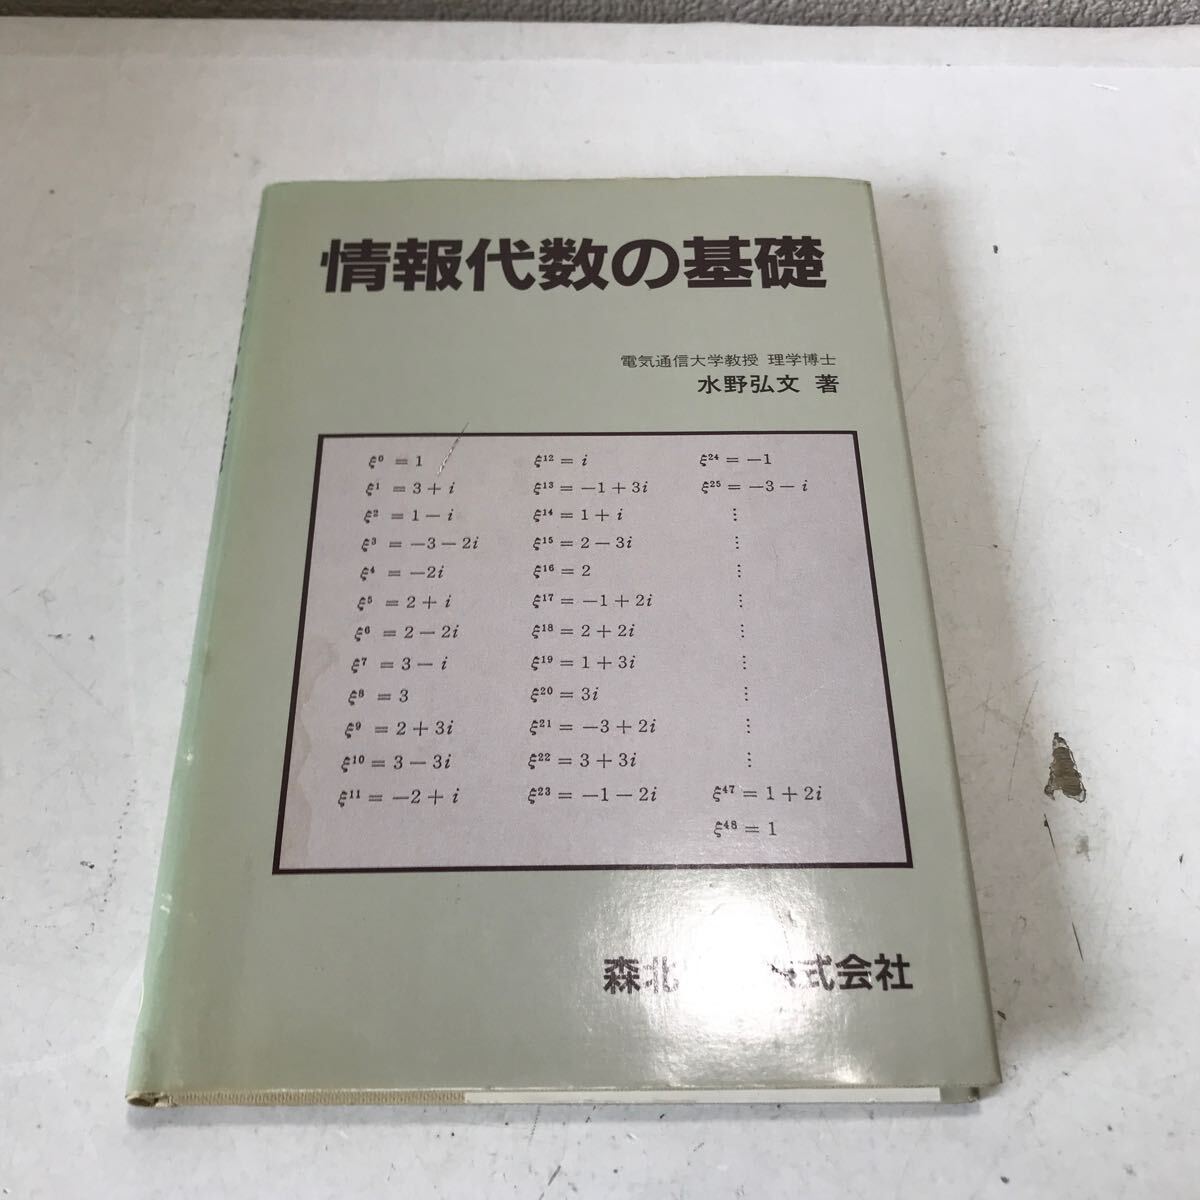 情報代数の基礎
電気通信大学教授 理学博士
水野弘文 著
ξ⁰ = 1
ξ¹ = 3 + i
ξ² = 1 − i
ξ³ = −3 − 2i
ξ⁴ = −2i
ξ⁵ = 2 + i
ξ⁶ = 2 − 2i
ξ⁷ = 3 − i
ξ⁸ = 3
ξ⁹ = 2 + 3i
ξ¹⁰ = 3 − 3i
ξ¹¹ = −2 + i
ξ¹² = i
ξ¹³ = −1 + 3i
ξ¹⁴ = 1 + i
ξ¹⁵ = 2 − 3i
ξ¹⁶ = 2
ξ¹⁷ = −1 + 2i
ξ¹⁸ = 2 + 2i
ξ¹⁹ = 1 + 3i
ξ²⁰ = 3i
ξ²¹ = −3 + 2i
ξ²² = 3 + 3i
ξ²³ = −1 − 2i
ξ²⁴ = −1
ξ²⁵ = −3 − i
⋮
⋮
⋮
⋮
⋮
⋮
⋮
⋮
⋮
ξ⁴⁷ = 1 + 2i
ξ⁴⁸ = 1
森北 式会社